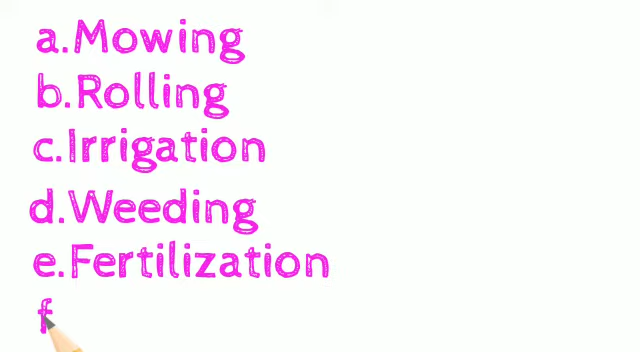 a.Mowing
b.Rolling
c.Irrigation
d.Weeding
e.Fertilization
f